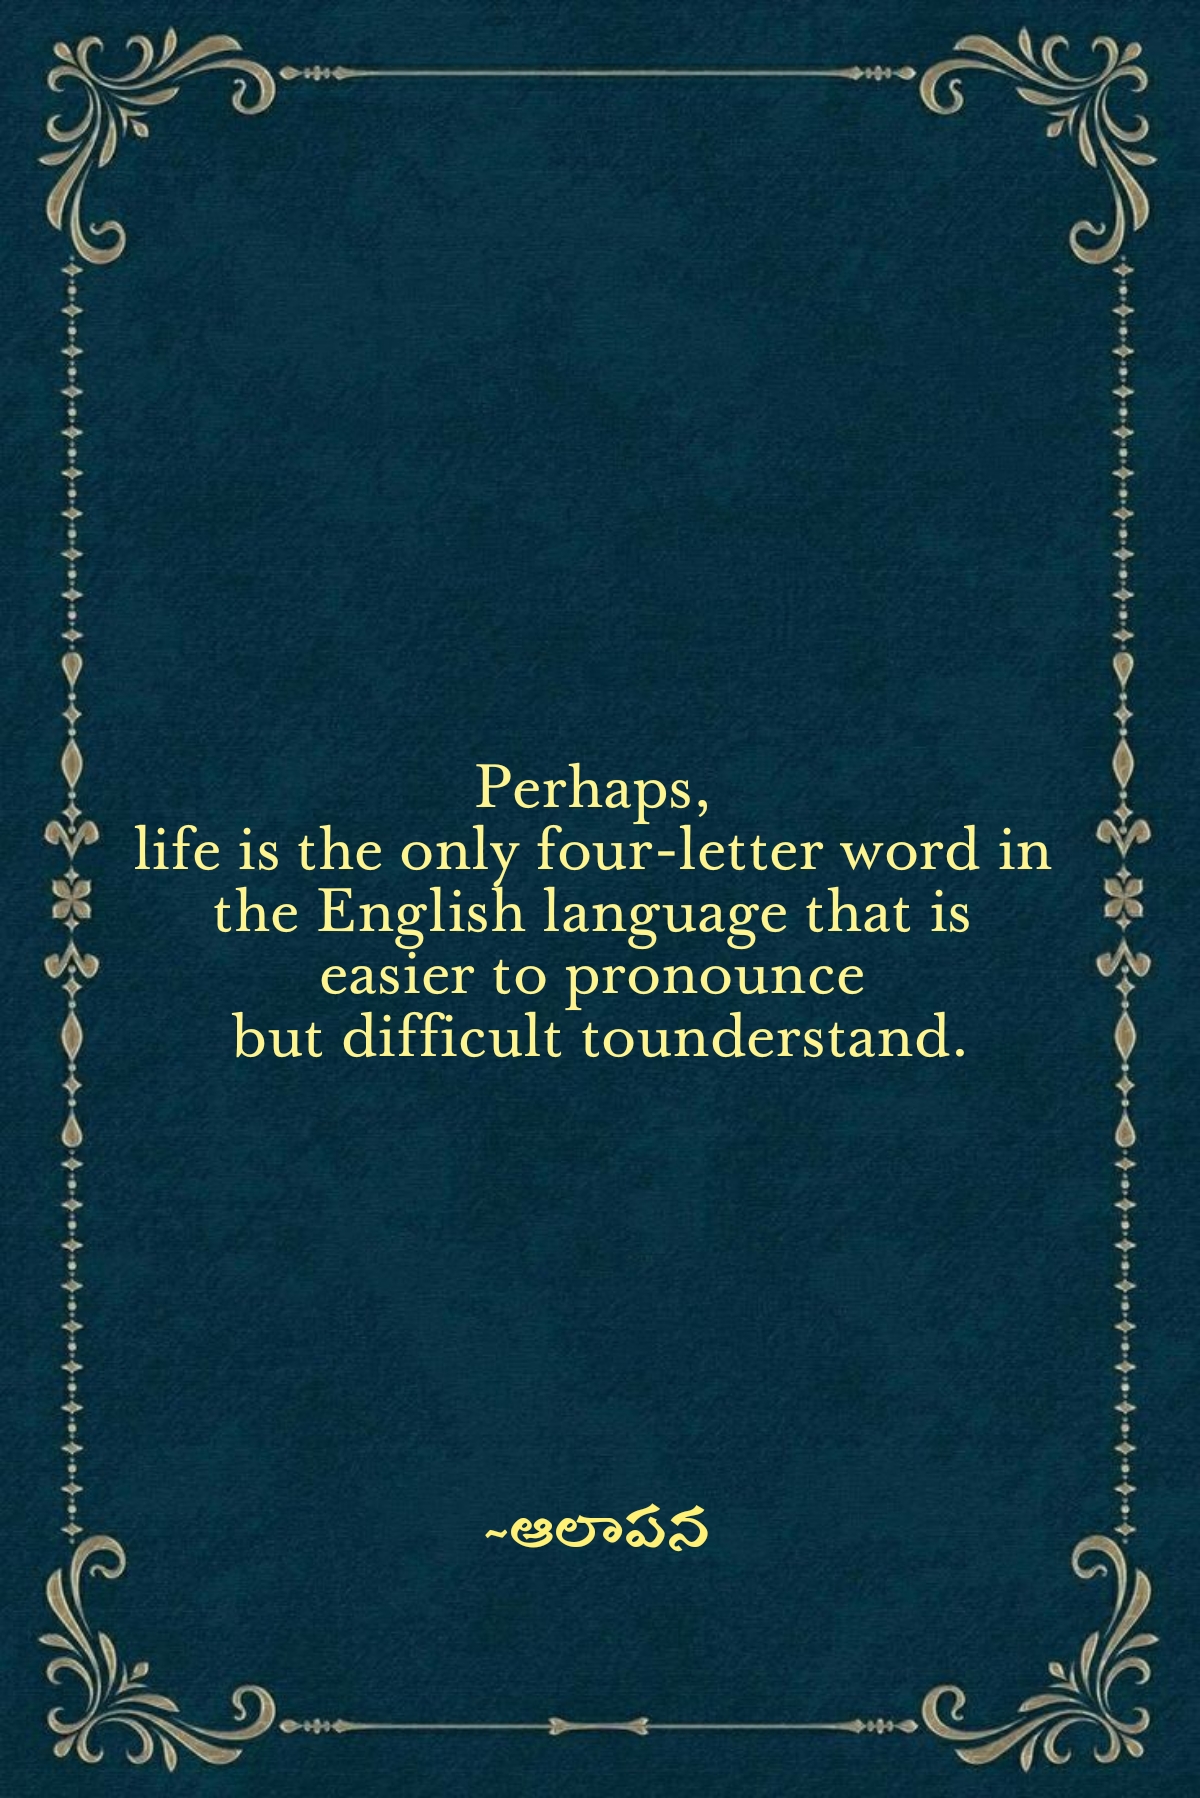 Perhaps,
life is the only four-letter word in
the English language that is
easier to pronounce
but difficult tounderstand.
~ఆలాపన